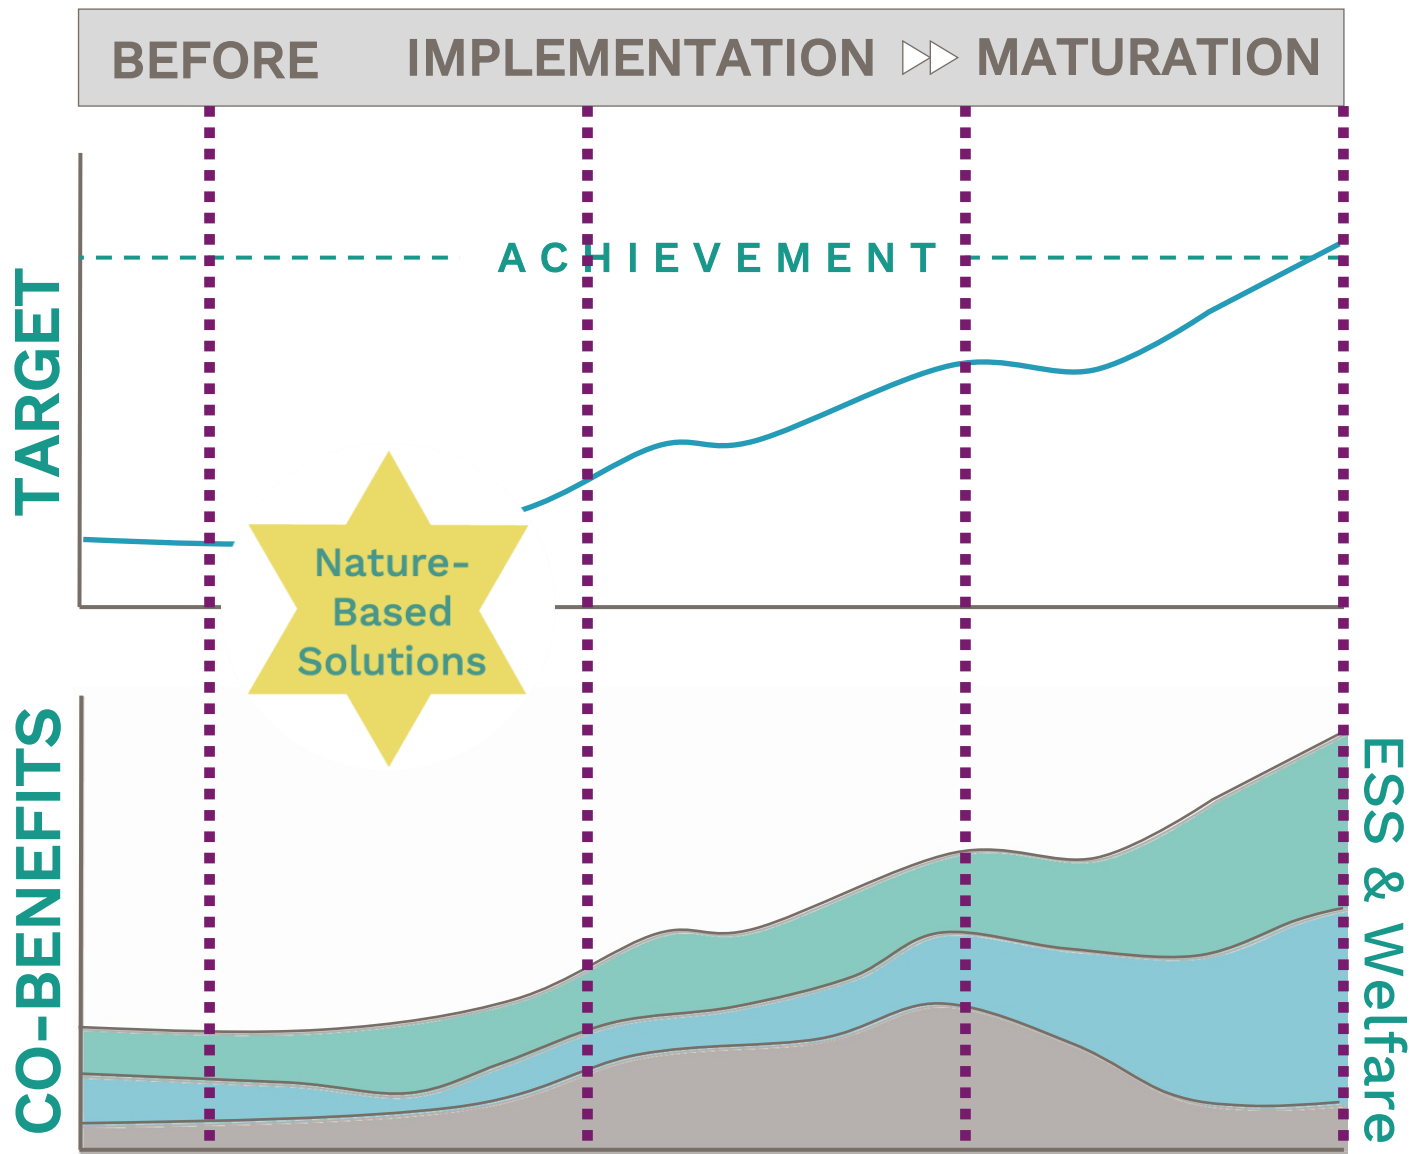 BEFORE IMPLEMENTATION MATURATION
ACHIEVEMENT
TARGET
Nature-
Based
Solutions
CO-BENEFITS
ESS & Welfare